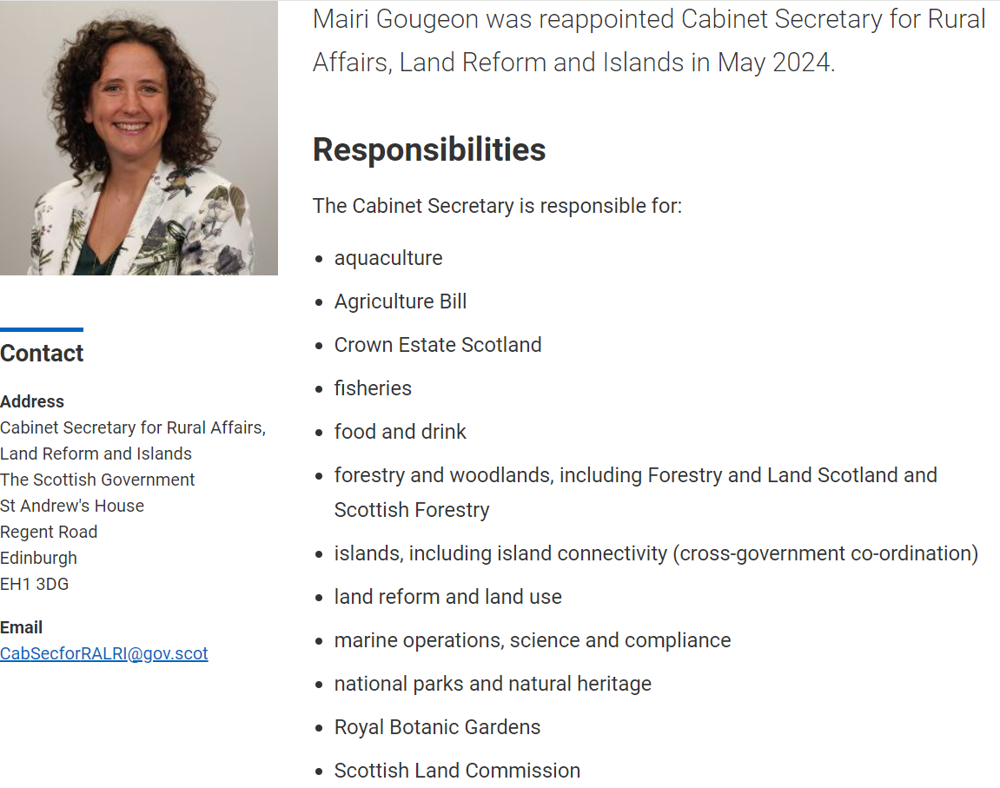 Mairi Gougeon was reappointed Cabinet Secretary for Rural
Affairs, Land Reform and Islands in May 2024.
Responsibilities
The Cabinet Secretary is responsible for:
• aquaculture
• Agriculture Bill
• Crown Estate Scotland
• fisheries
• food and drink
• forestry and woodlands, including Forestry and Land Scotland and
Scottish Forestry
• islands, including island connectivity (cross-government co-ordination)
• land reform and land use
• marine operations, science and compliance
• national parks and natural heritage
• Royal Botanic Gardens
• Scottish Land Commission
Contact
Address
Cabinet Secretary for Rural Affairs,
Land Reform and Islands
The Scottish Government
St Andrew's House
Regent Road
Edinburgh
EH1 3DG
Email
CabSecforRALRI@gov.scot